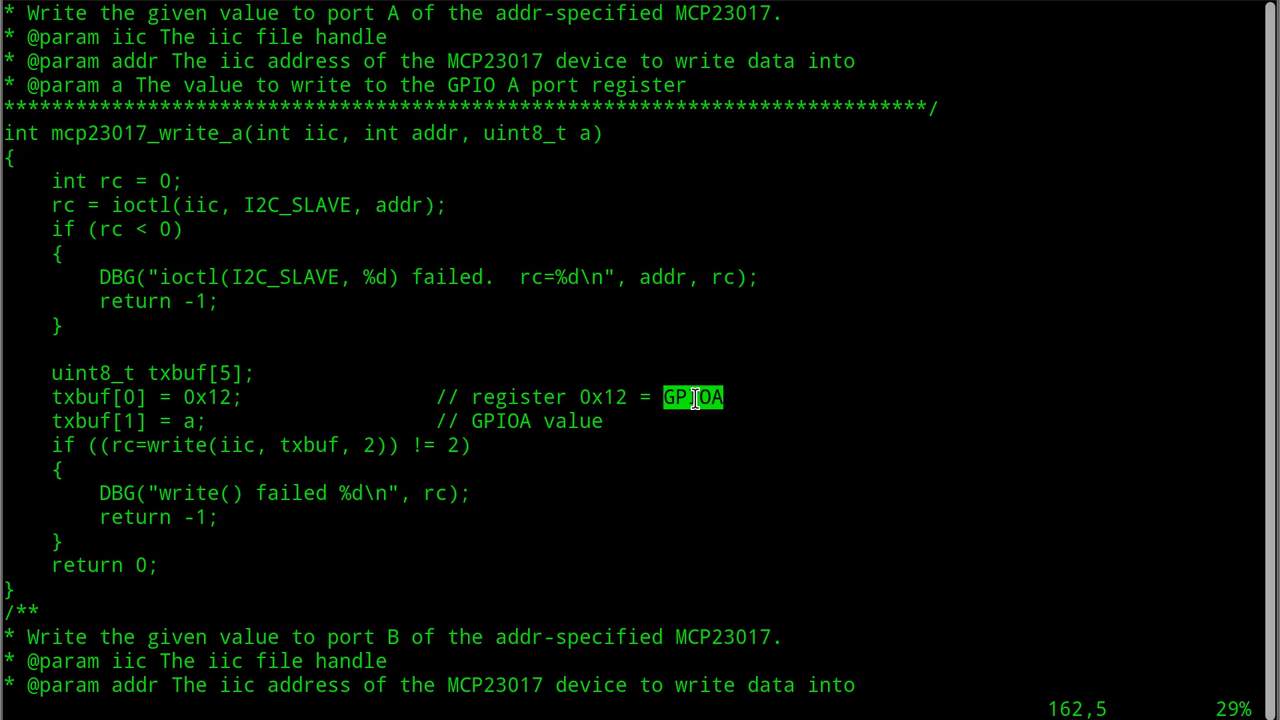 * Write the given value to port A of the addr-specified MCP23017.
* @param iic The iic file handle
* @param addr The iic address of the MCP23017 device to write data into
* @param a The value to write to the GPIO A port register
*****************************************************************************/
int mcp23017_write_a(int iic, int addr, uint8_t a)
{
    int rc = 0;
    rc = ioctl(iic, I2C_SLAVE, addr);
    if (rc < 0)
    {
        DBG("ioctl(I2C_SLAVE, %d) failed.  rc=%d\n", addr, rc);
        return -1;
    }

    uint8_t txbuf[5];
    txbuf[0] = 0x12;                // register 0x12 = GPIOA
    txbuf[1] = a;                   // GPIOA value
    if ((rc=write(iic, txbuf, 2)) != 2)
    {
        DBG("write() failed %d\n", rc);
        return -1;
    }
    return 0;
}
/**
* Write the given value to port B of the addr-specified MCP23017.
* @param iic The iic file handle
* @param addr The iic address of the MCP23017 device to write data into
162,5          29%